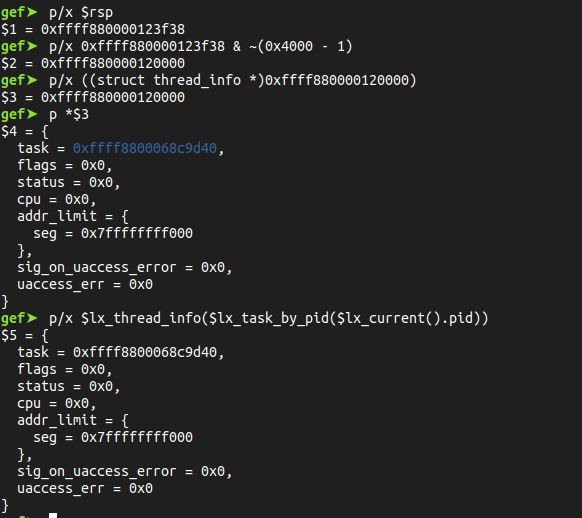 gef➤  p/x $rsp
$1 = 0xffff880000123f38
gef➤  p/x 0xffff880000123f38 & ~(0x4000 - 1)
$2 = 0xffff880000120000
gef➤  p/x ((struct thread_info *)0xffff880000120000)
$3 = 0xffff880000120000
gef➤  p *$3
$4 = {
  task = 0xffff8800068c9d40,
  flags = 0x0,
  status = 0x0,
  cpu = 0x0,
  addr_limit = {
    seg = 0x7ffffffff000
  },
  sig_on_uaccess_error = 0x0,
  uaccess_err = 0x0
}
gef➤  p/x $lx_thread_info($lx_task_by_pid($lx_current().pid))
$5 = {
  task = 0xffff8800068c9d40,
  flags = 0x0,
  status = 0x0,
  cpu = 0x0,
  addr_limit = {
    seg = 0x7ffffffff000
  },
  sig_on_uaccess_error = 0x0,
  uaccess_err = 0x0
}